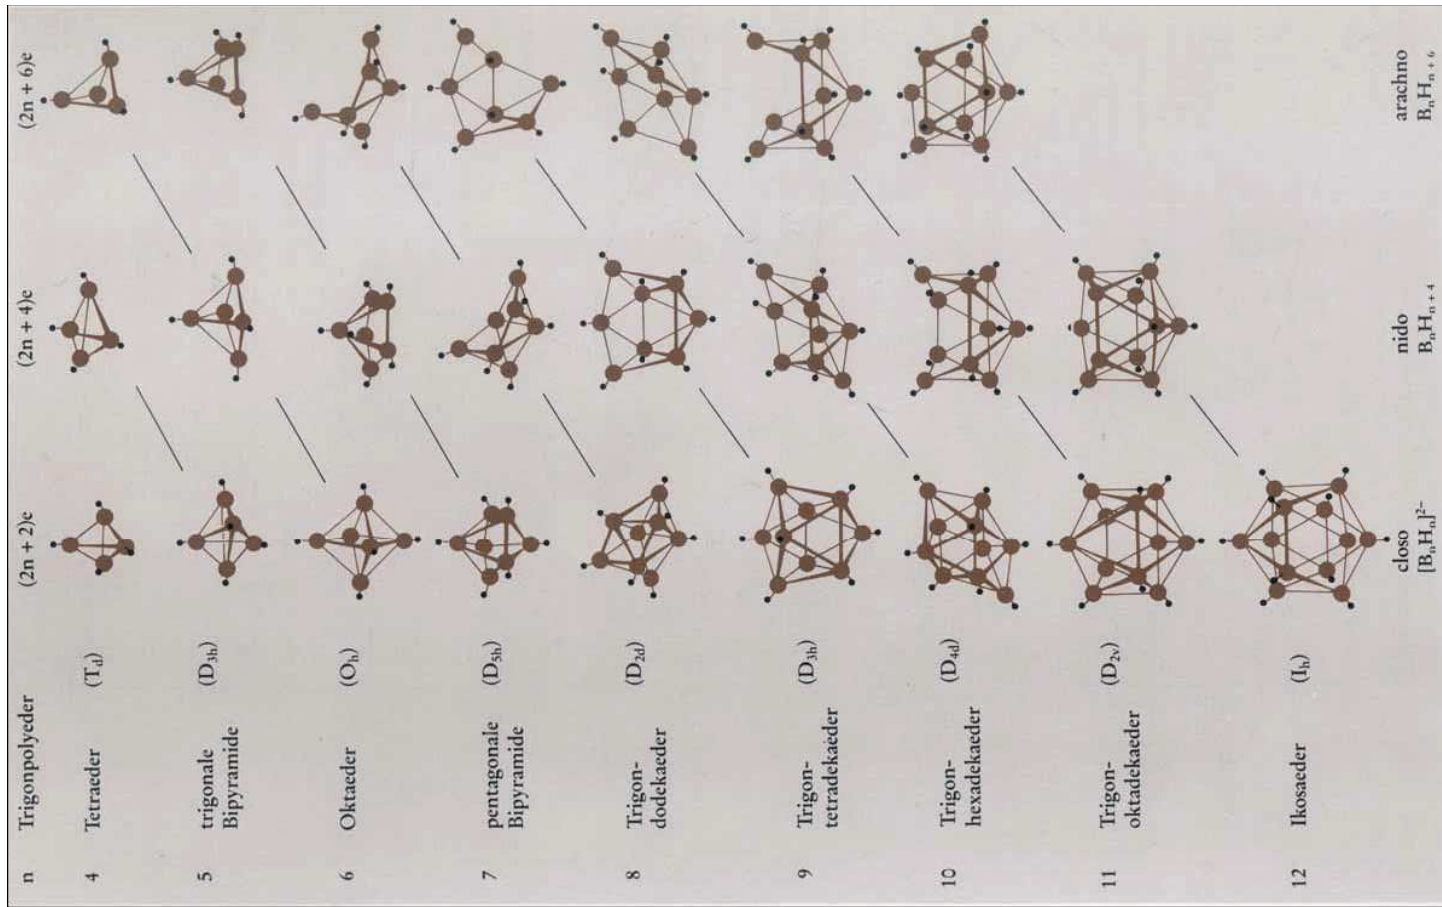 n Trigonpolyeder (2n + 2)e (2n + 4)e (2n + 6)e
4 Tetraeder (T_d)
5 trigonale (D_3h)
Bipyramide
6 Oktaeder (O_h)
7 pentagonale (D_5h)
Bipyramide
8 Trigon- (D_2d)
dodekaeder
9 Trigon- (D_3h)
tetradekaeder
10 Trigon- (D_4d)
hexadekaeder
11 Trigon- (D_2v)
oktadekaeder
12 Ikosaeder (I_h)
closo nido arachno
[B_nH_n]²⁻ B_nH_n + 4 B_nH_n + 6